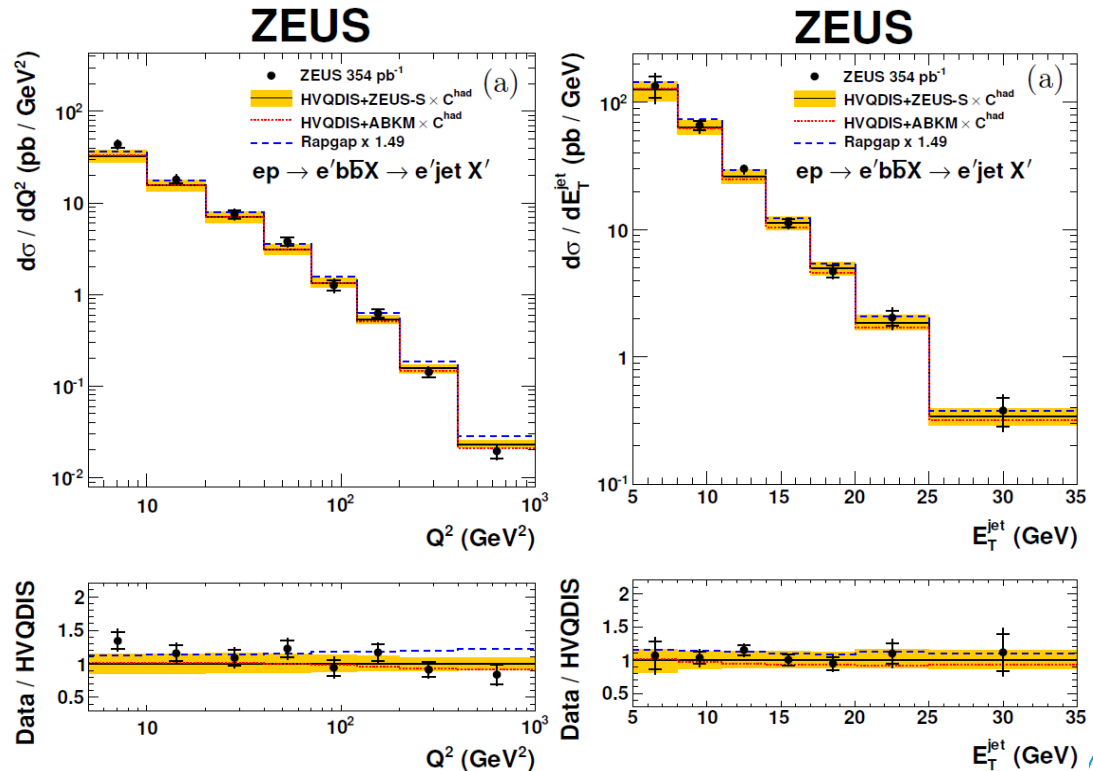 ZEUS
dσ / dQ² (pb / GeV²)
10²
10
1
10⁻¹
10⁻²
(a)
ZEUS 354 pb⁻¹
HVQDIS+ZEUS-S × C^had
HVQDIS+ABKM × C^had
Rapgap x 1.49
ep → e′bb̄X → e′jet X′
10
10²
10³
Q² (GeV²)
Data / HVQDIS
2
1.5
1
0.5
10
10²
10³
Q² (GeV²)
ZEUS
dσ / dE_T^jet (pb / GeV)
10²
10
1
10⁻¹
(a)
ZEUS 354 pb⁻¹
HVQDIS+ZEUS-S × C^had
HVQDIS+ABKM × C^had
Rapgap x 1.49
ep → e′bb̄X → e′jet X′
5 10 15 20 25 30 35
E_T^jet (GeV)
Data / HVQDIS
2
1.5
1
0.5
5 10 15 20 25 30 35
E_T^jet (GeV)